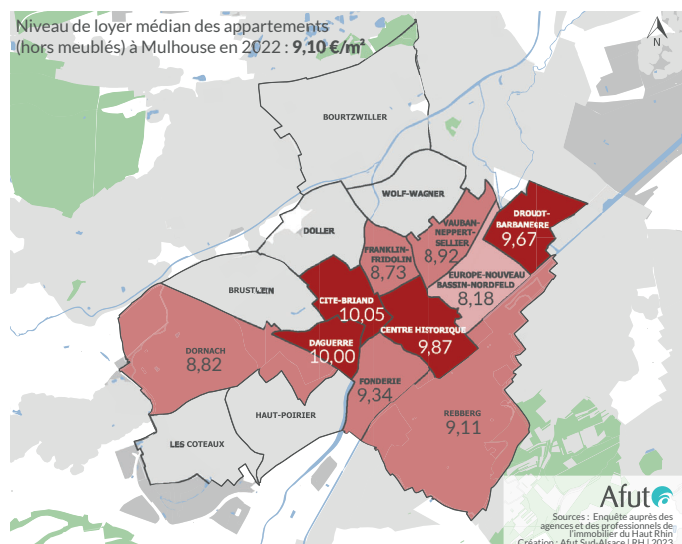 Niveau de loyer médian des appartements
(hors meublés) à Mulhouse en 2022 : 9,10 €/m²
N
BOURTZWILLER
WOLF-WAGNER
DROUOT-
BARBANEGRE
9,67
VAUBAN-
NEPPERT-
SELLIER
8,92
DOLLER
FRANKLIN-
FRIDOLIN
8,73
EUROPE-NOUVEAU
BASSIN-NORDFELD
8,18
BRUSTLEIN
CITE-BRIAND
10,05
CENTRE HISTORIQUE
9,87
DAGUERRE
10,00
DORNACH
8,82
FONDERIE
9,34
HAUT-POIRIER
REBBERG
9,11
LES COTEAUX
Afut
Sources : Enquête auprès des
agences et des professionnels de
l'immobilier du Haut Rhin
Création : Afut Sud-Alsace | RH | 2023